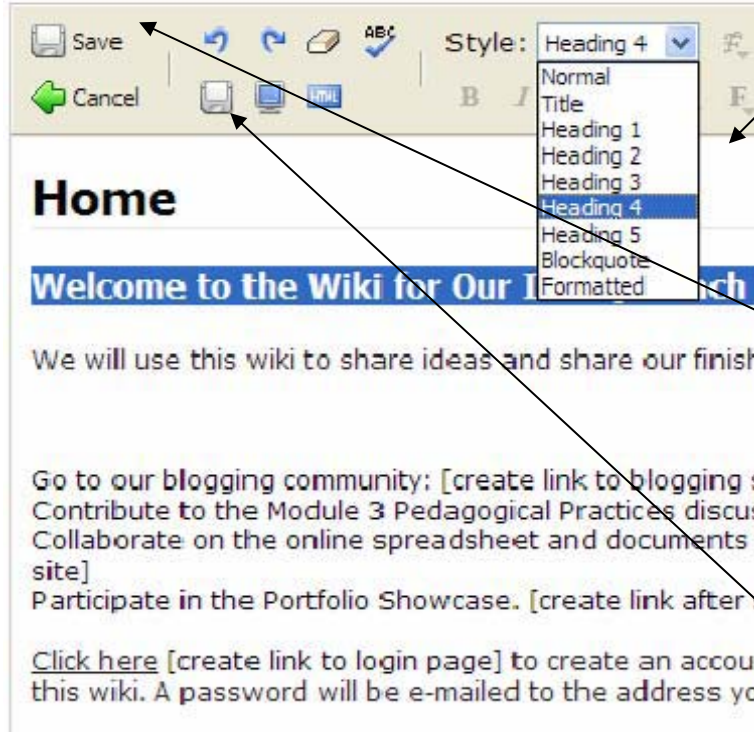 Save
ABC
Style: Heading 4
Cancel
HTML
B I
F
Normal
Title
Heading 1
Heading 2
Heading 3
Heading 4
Heading 5
Blockquote
Formatted
Home
Welcome to the Wiki for Our
We will use this wiki to share ideas and share our finish
Go to our blogging community: [create link to blogging s
Contribute to the Module 3 Pedagogical Practices discus
Collaborate on the online spreadsheet and documents
site]
Participate in the Portfolio Showcase. [create link after
Click here [create link to login page] to create an accou
this wiki. A password will be e-mailed to the address yo